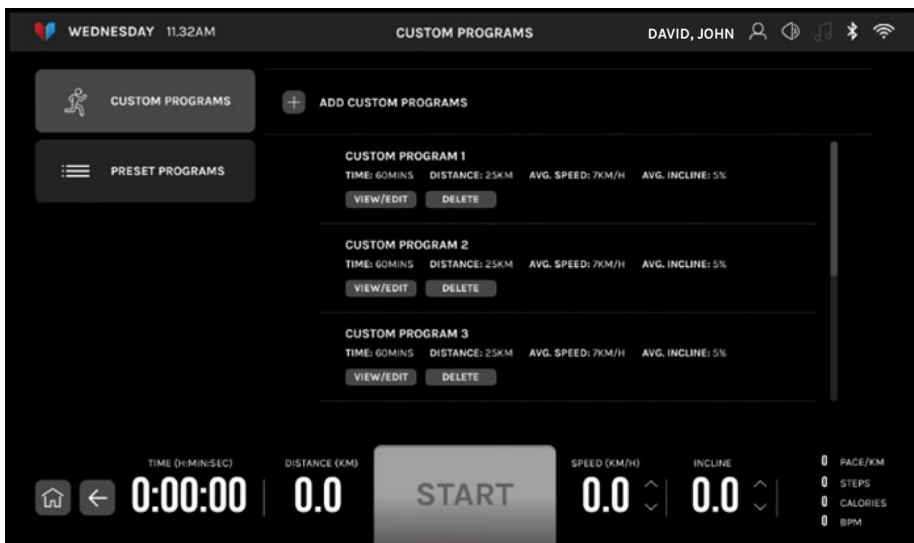 WEDNESDAY 11.32AM CUSTOM PROGRAMS DAVID, JOHN
CUSTOM PROGRAMS
PRESET PROGRAMS
ADD CUSTOM PROGRAMS
CUSTOM PROGRAM 1
TIME: 60MINS DISTANCE: 25KM AVG. SPEED: 7KM/H AVG. INCLINE: 5%
VIEW/EDIT DELETE
CUSTOM PROGRAM 2
TIME: 60MINS DISTANCE: 25KM AVG. SPEED: 7KM/H AVG. INCLINE: 5%
VIEW/EDIT DELETE
CUSTOM PROGRAM 3
TIME: 60MINS DISTANCE: 25KM AVG. SPEED: 7KM/H AVG. INCLINE: 5%
VIEW/EDIT DELETE
TIME (H:MIN:SEC) DISTANCE (KM) SPEED (KM/H) INCLINE
0:00:00 0.0 START 0.0 0.0
0 PACE/KM
0 STEPS
0 CALORIES
0 BPM